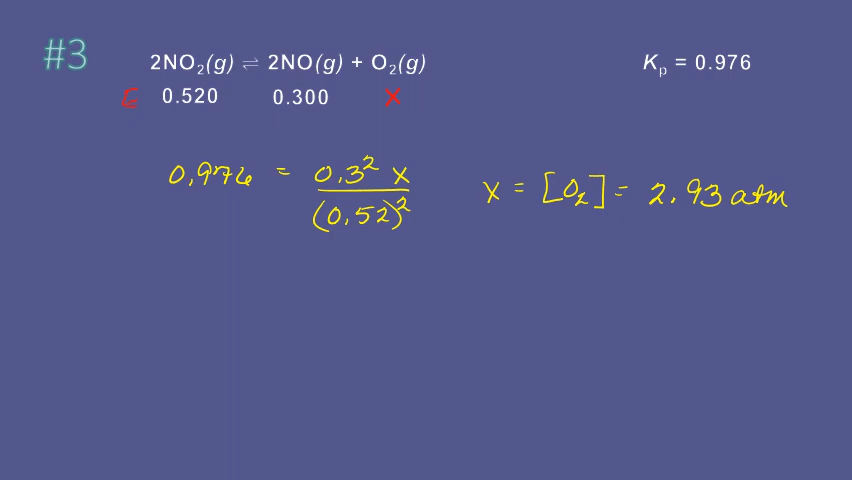 #3
2NO₂(g) ⇌ 2NO(g) + O₂(g) Kₚ = 0.976
E 0.520 0.300 X
0.976 = 0.3² x / (0.52)² x = [O₂] = 2.93 atm